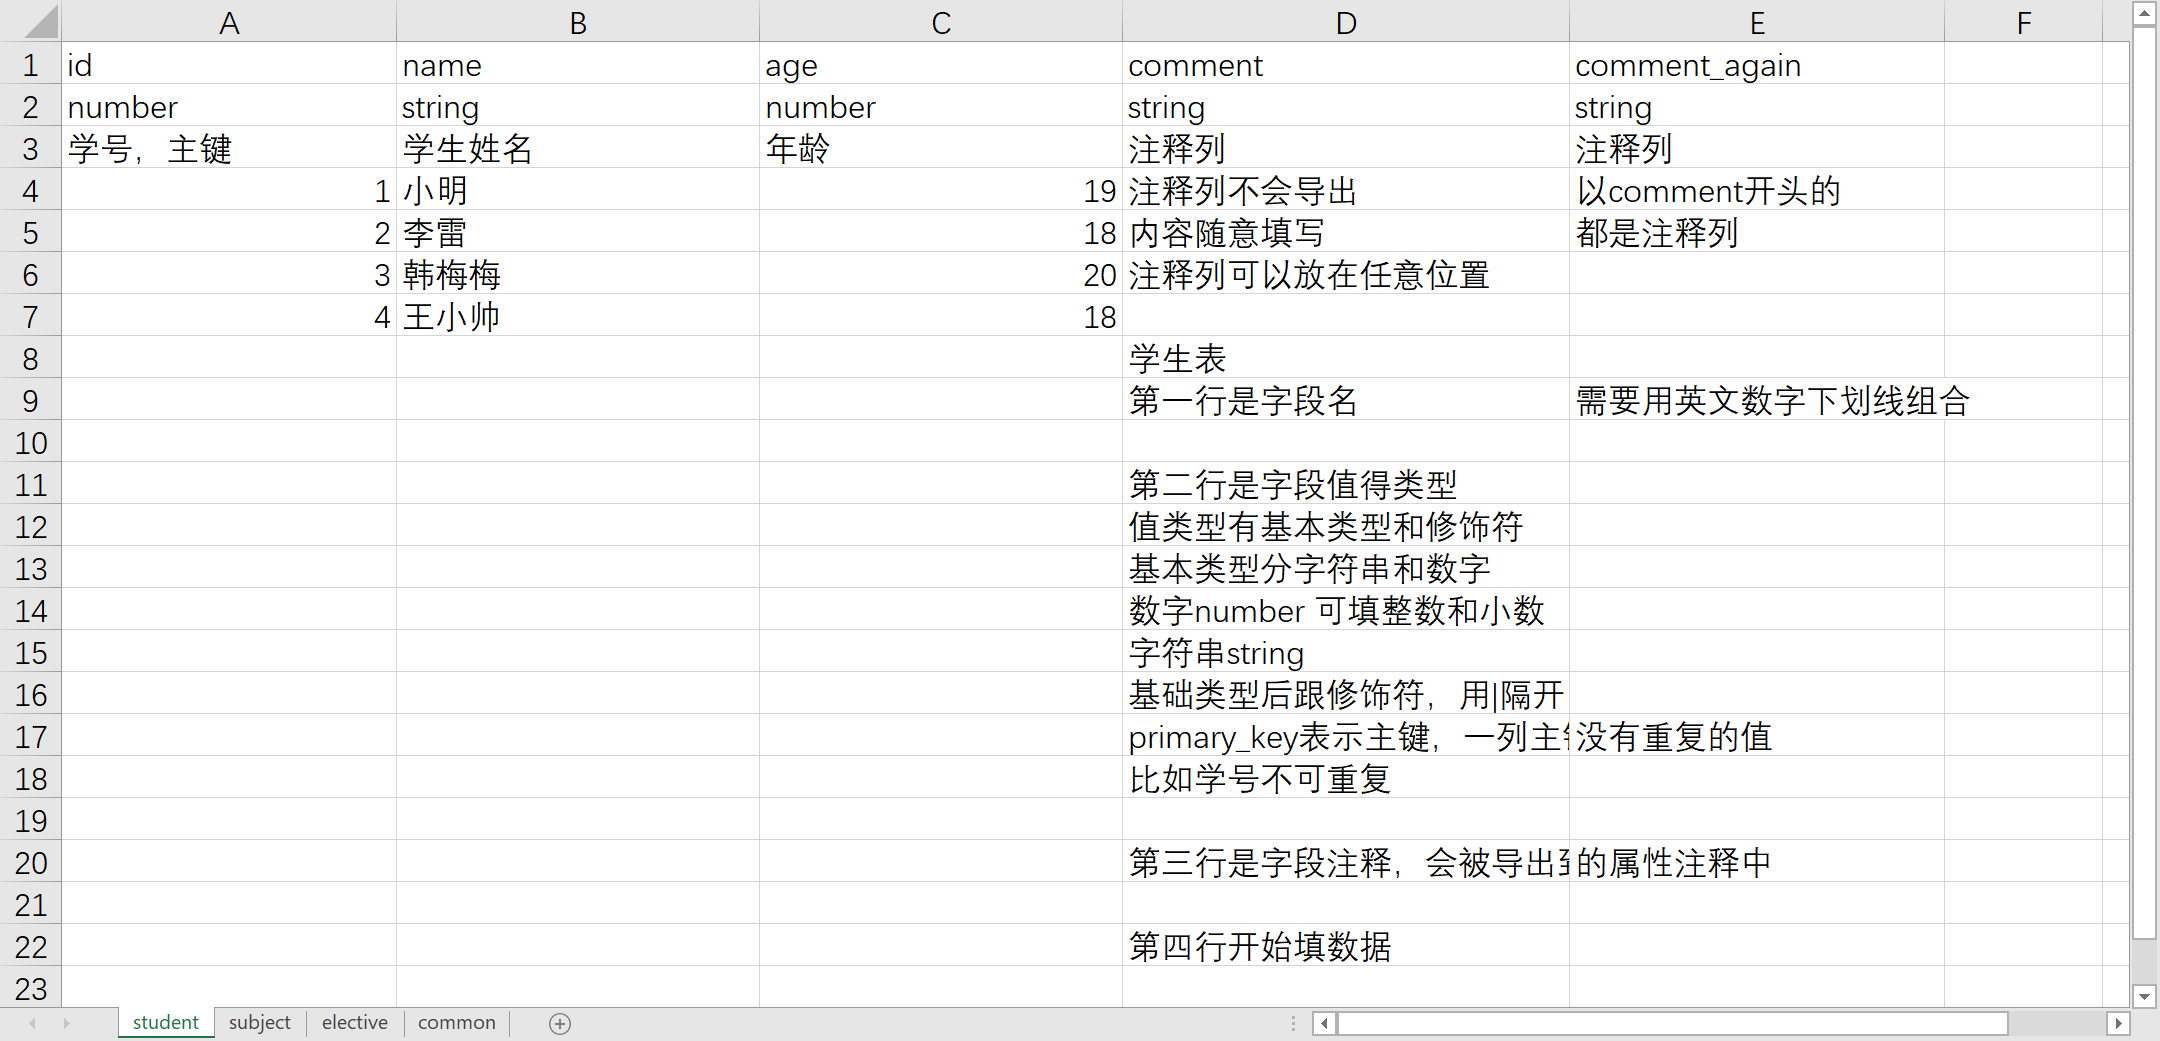 A B C D E F
1 id name age comment comment_again
2 number string number string string
3 学号，主键 学生姓名 年龄 注释列 注释列
4 1 小明 19 注释列不会导出 以comment开头的
5 2 李雷 18 内容随意填写 都是注释列
6 3 韩梅梅 20 注释列可以放在任意位置
7 4 王小帅 18
8 学生表
9 第一行是字段名 需要用英文数字下划线组合
10
11 第二行是字段值得类型
12 值类型有基本类型和修饰符
13 基本类型分字符串和数字
14 数字number 可填整数和小数
15 字符串string
16 基础类型后跟修饰符，用|隔开
17 primary_key表示主键，一列主 没有重复的值
18 比如学号不可重复
19
20 第三行是字段注释，会被导出 的属性注释中
21
22 第四行开始填数据
23
student subject elective common